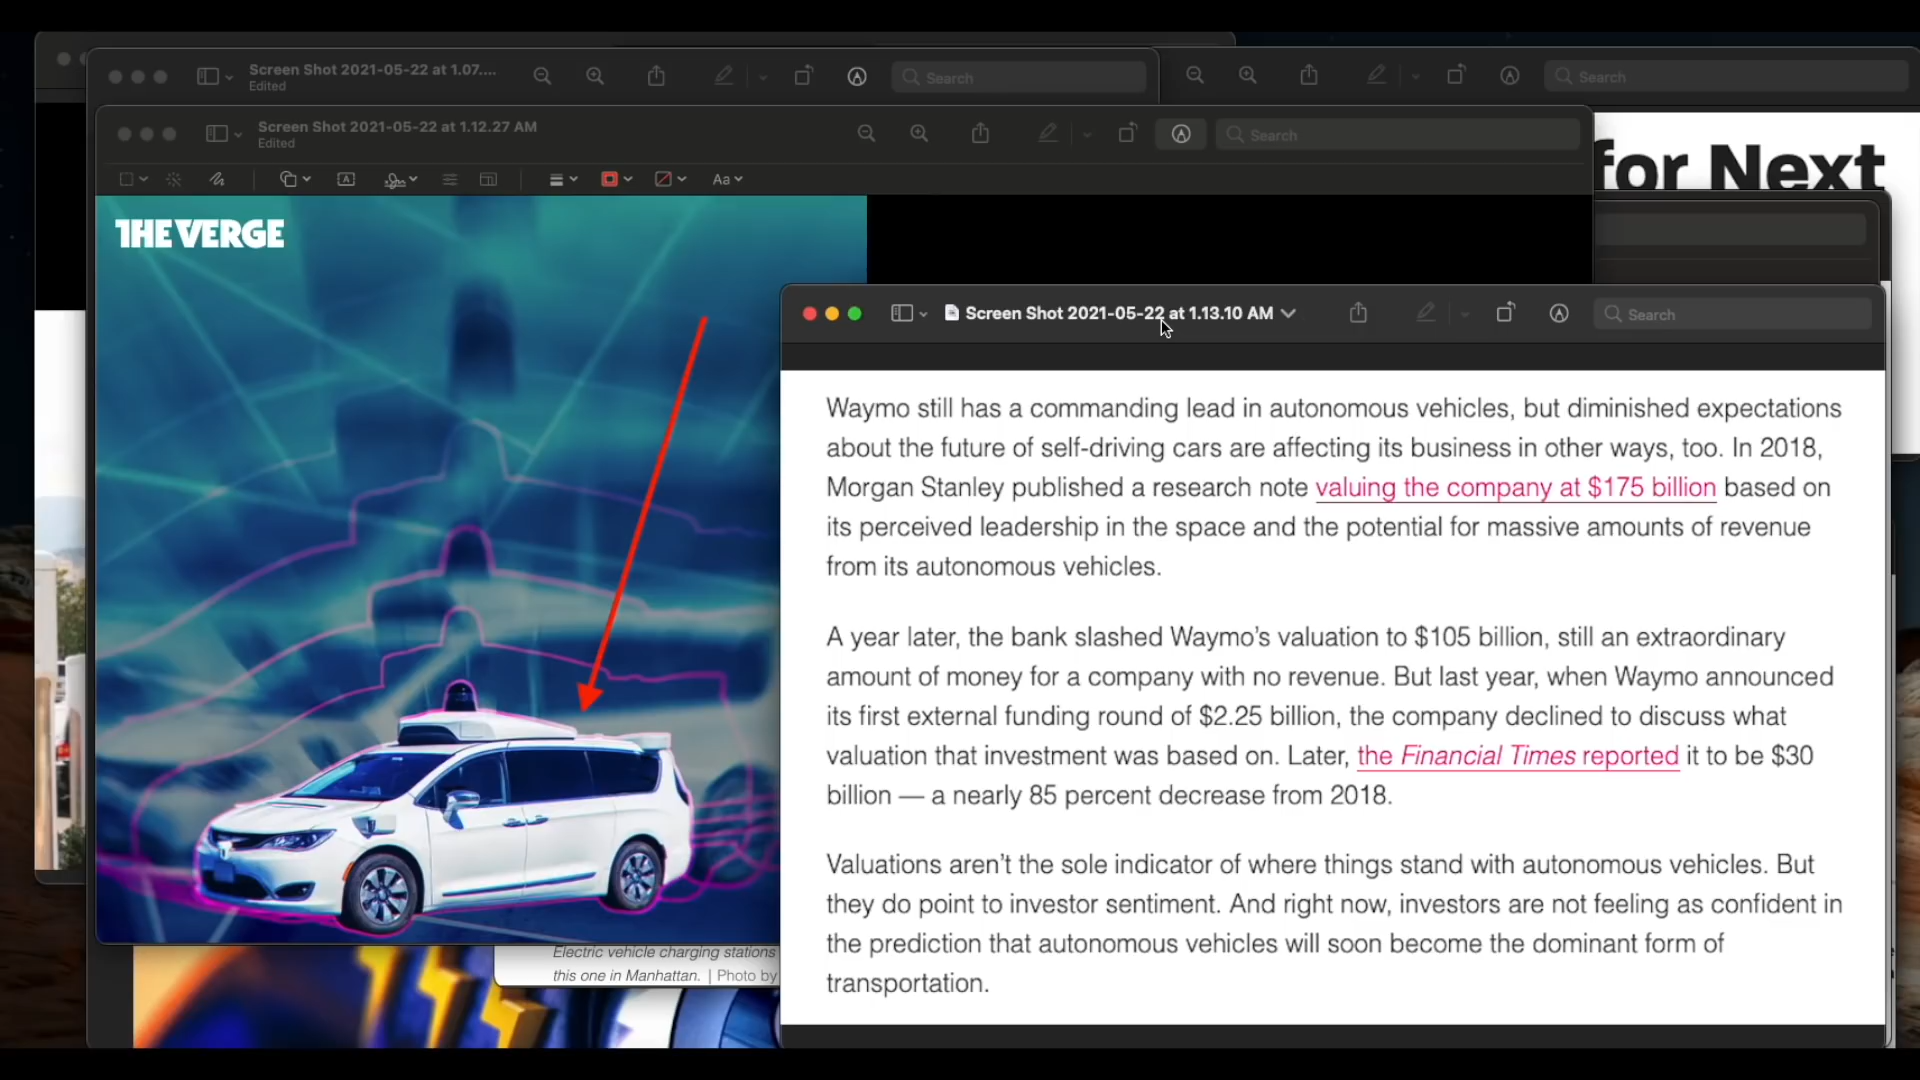 Screen Shot 2021-05-22 at 1.07....
Edited
Search
Search
Screen Shot 2021-05-22 at 1.12.27 AM
Edited
Search
Aa
for Next
THE VERGE
Screen Shot 2021-05-22 at 1.13.10 AM
Search
Waymo still has a commanding lead in autonomous vehicles, but diminished expectations
about the future of self-driving cars are affecting its business in other ways, too. In 2018,
Morgan Stanley published a research note valuing the company at $175 billion based on
its perceived leadership in the space and the potential for massive amounts of revenue
from its autonomous vehicles.
A year later, the bank slashed Waymo’s valuation to $105 billion, still an extraordinary
amount of money for a company with no revenue. But last year, when Waymo announced
its first external funding round of $2.25 billion, the company declined to discuss what
valuation that investment was based on. Later, the Financial Times reported it to be $30
billion — a nearly 85 percent decrease from 2018.
Valuations aren’t the sole indicator of where things stand with autonomous vehicles. But
they do point to investor sentiment. And right now, investors are not feeling as confident in
the prediction that autonomous vehicles will soon become the dominant form of
transportation.
Electric vehicle charging stations
this one in Manhattan. | Photo by